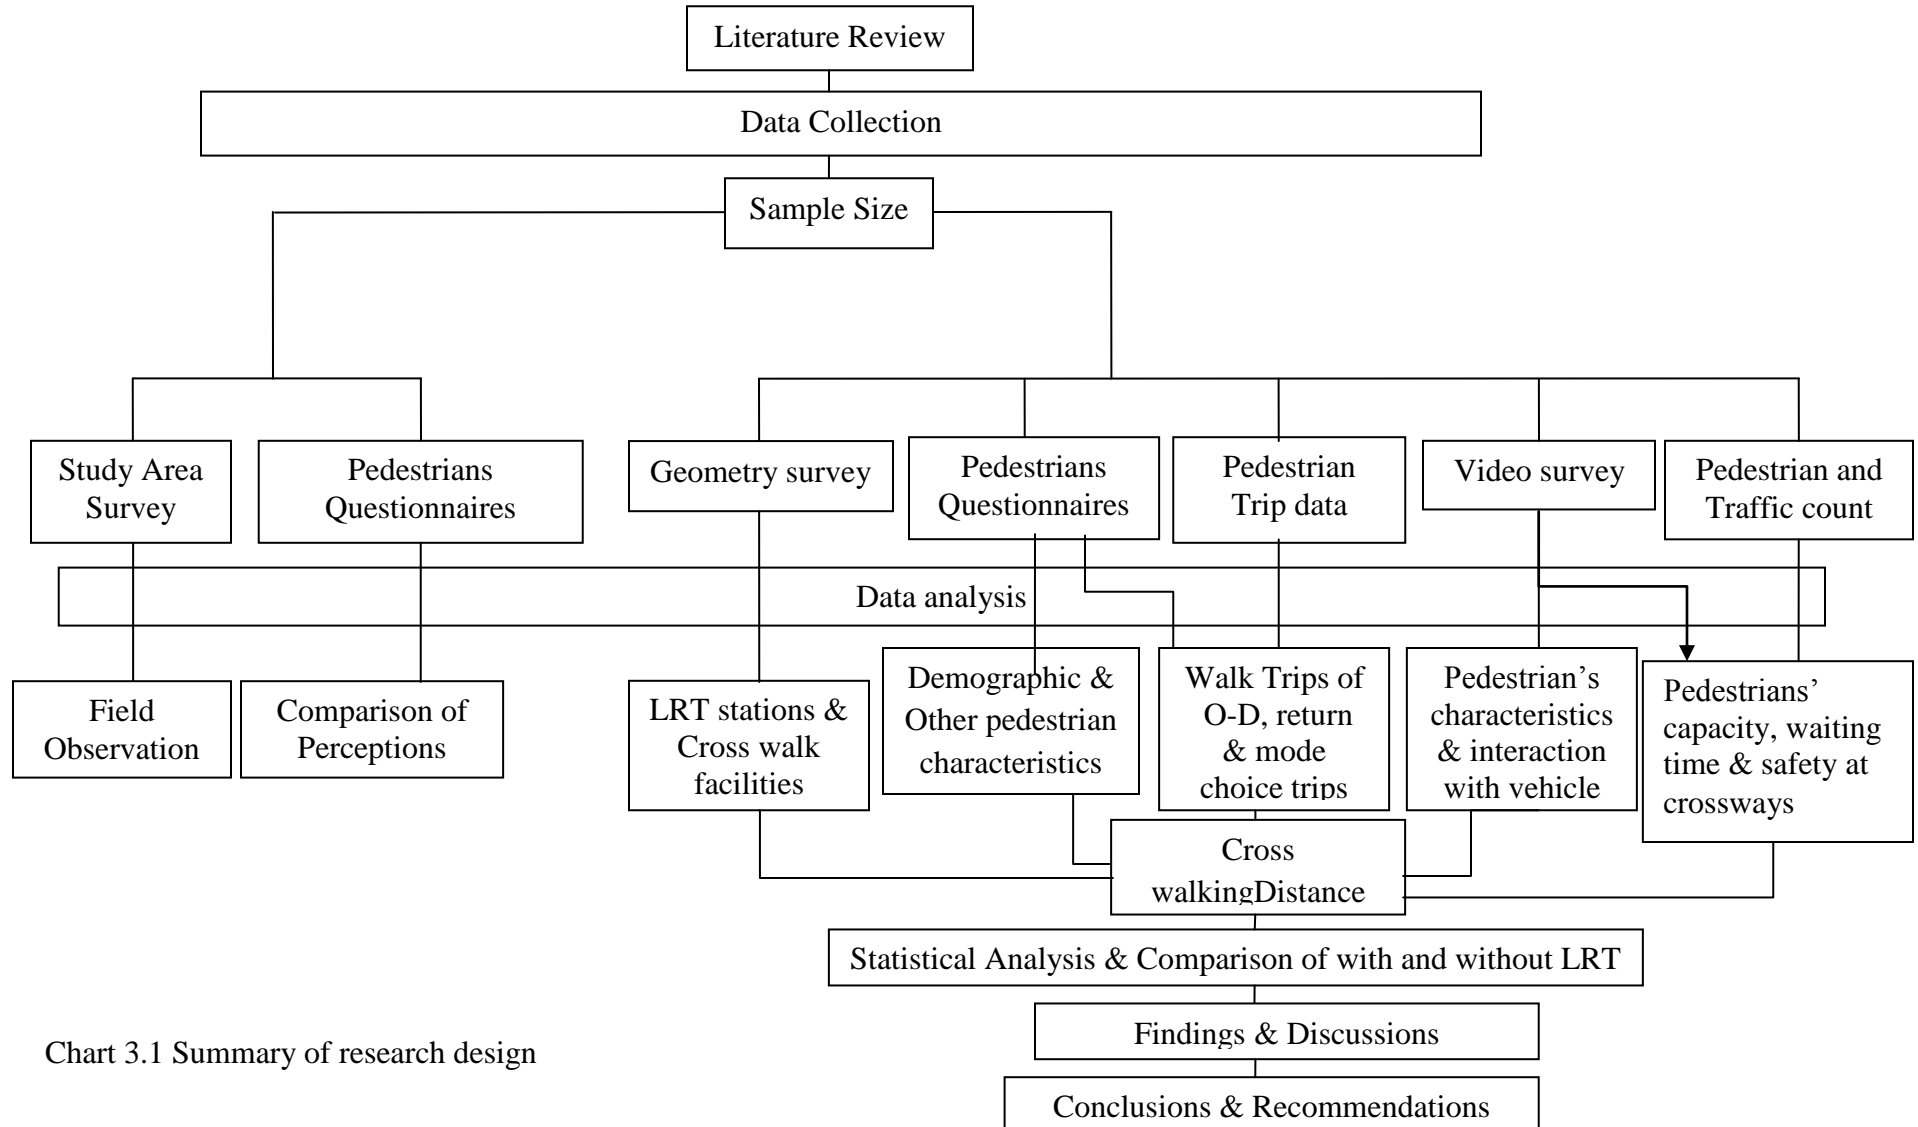 Literature Review
Data Collection
Sample Size
Study Area
Survey
Pedestrians
Questionnaires
Geometry survey
Pedestrians
Questionnaires
Pedestrian
Trip data
Video survey
Pedestrian and
Traffic count
Data analysis
Field
Observation
Comparison of
Perceptions
LRT stations &
Cross walk
facilities
Demographic &
Other pedestrian
characteristics
Walk Trips of
O-D, return
& mode
choice trips
Pedestrian’s
characteristics
& interaction
with vehicle
Pedestrians’
capacity, waiting
time & safety at
crossways
Cross
walkingDistance
Statistical Analysis & Comparison of with and without LRT
Findings & Discussions
Chart 3.1 Summary of research design
Conclusions & Recommendations